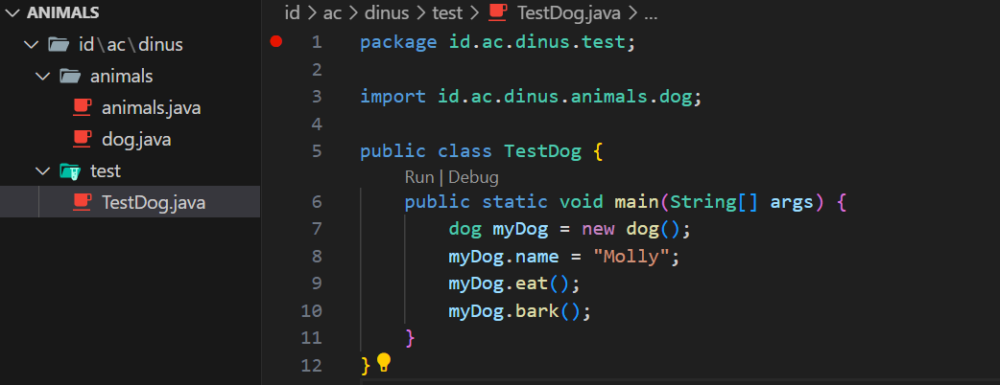 ANIMALS
id\ac\dinus
animals
animals.java
dog.java
test
TestDog.java
id > ac > dinus > test > TestDog.java > ...
1 package id.ac.dinus.test;
2
3 import id.ac.dinus.animals.dog;
4
5 public class TestDog {
Run | Debug
6 public static void main(String[] args) {
7 dog myDog = new dog();
8 myDog.name = "Molly";
9 myDog.eat();
10 myDog.bark();
11 }
12 }